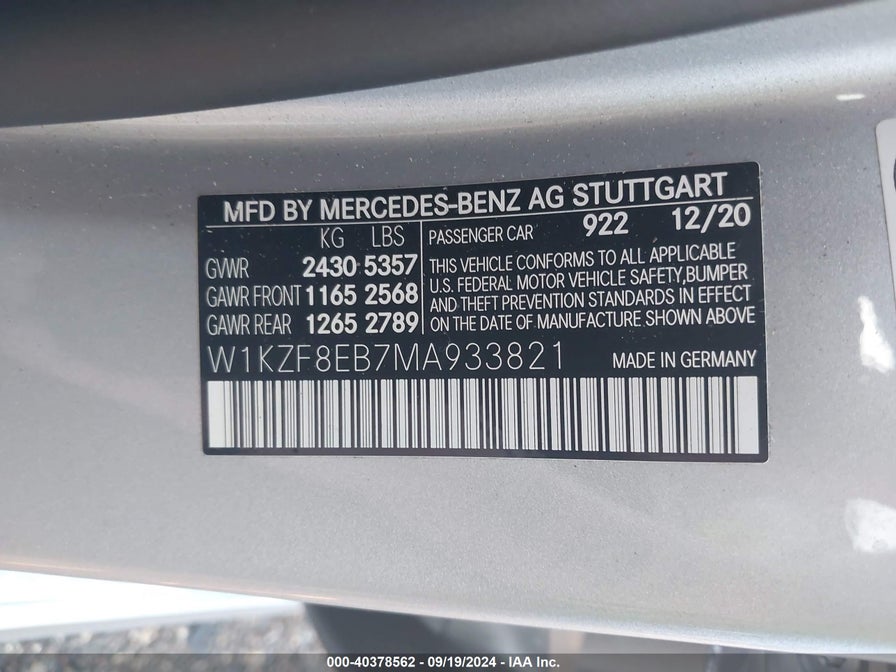 MFD BY MERCEDES-BENZ AG STUTTGART
KG LBS
GVWR 2430 5357
GAWR FRONT 1165 2568
GAWR REAR 1265 2789
PASSENGER CAR 922 12/20
THIS VEHICLE CONFORMS TO ALL APPLICABLE
U.S. FEDERAL MOTOR VEHICLE SAFETY,BUMPER
AND THEFT PREVENTION STANDARDS IN EFFECT
ON THE DATE OF MANUFACTURE SHOWN ABOVE
W1KZF8EB7MA933821 MADE IN GERMANY
000-40378562 - 09/19/2024 - IAA Inc.